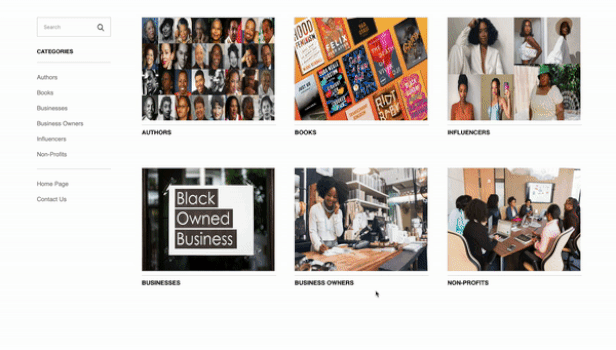 Search
CATEGORIES
Authors
Books
Businesses
Business Owners
Influencers
Non-Profits
Home Page
Contact Us
AUTHORS
BOOKS
FELIX
INFLUENCERS
Black
Owned
Business
BUSINESSES
BUSINESS OWNERS
NON-PROFITS